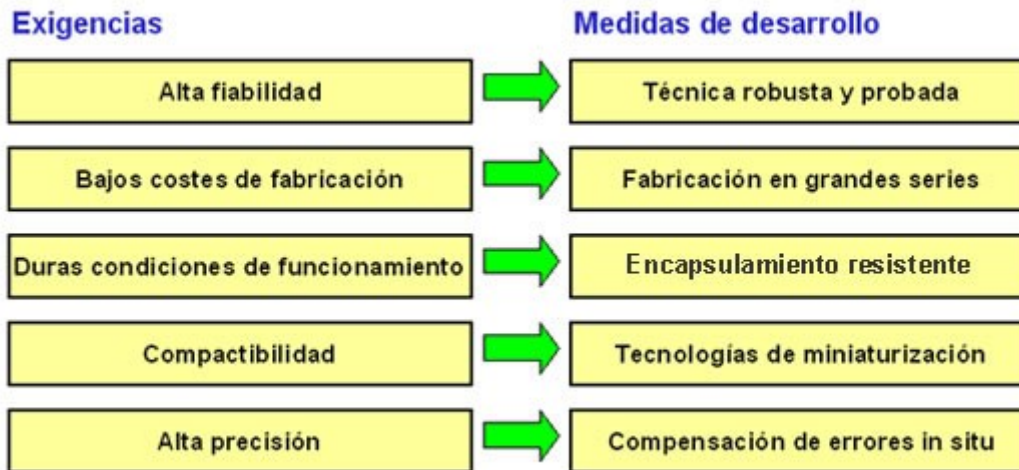 Exigencias
Medidas de desarrollo
Alta fiabilidad
Técnica robusta y probada
Bajos costes de fabricación
Fabricación en grandes series
Duras condiciones de funcionamiento
Encapsulamiento resistente
Compactibilidad
Tecnologías de miniaturización
Alta precisión
Compensación de errores in situ